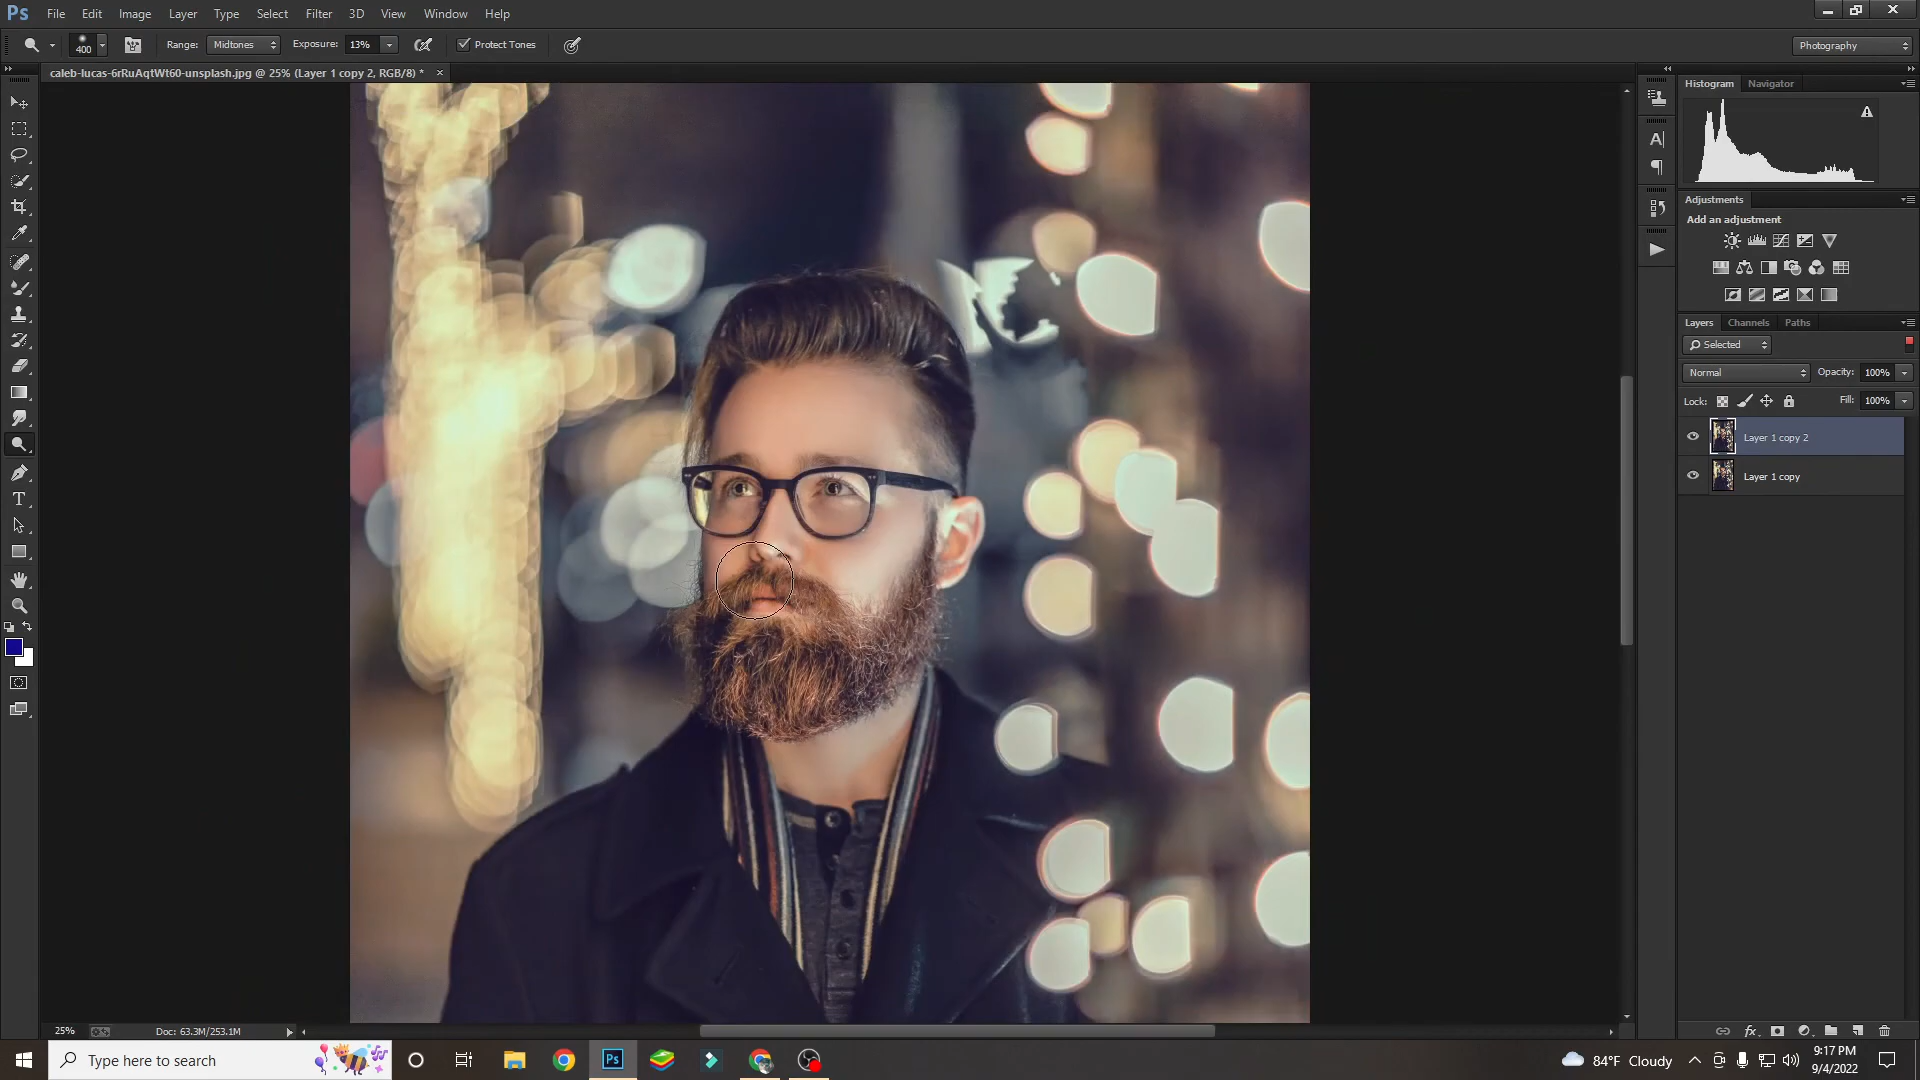 Ps File Edit Image Layer Type Select Filter 3D View Window Help
400 Range: Midtones Exposure: 13% Protect Tones Photography
caleb-lucas-6rRuAqtWt60-unsplash.jpg @ 25% (Layer 1 copy 2, RGB/8) *
Histogram Navigator
Adjustments
Add an adjustment
Layers Channels Paths
Selected
Normal Opacity: 100%
Lock: Fill: 100%
Layer 1 copy 2
Layer 1 copy
25% Doc: 63.3M/253.1M
Type here to search
Ps
84°F Cloudy
9:17 PM
9/4/2022